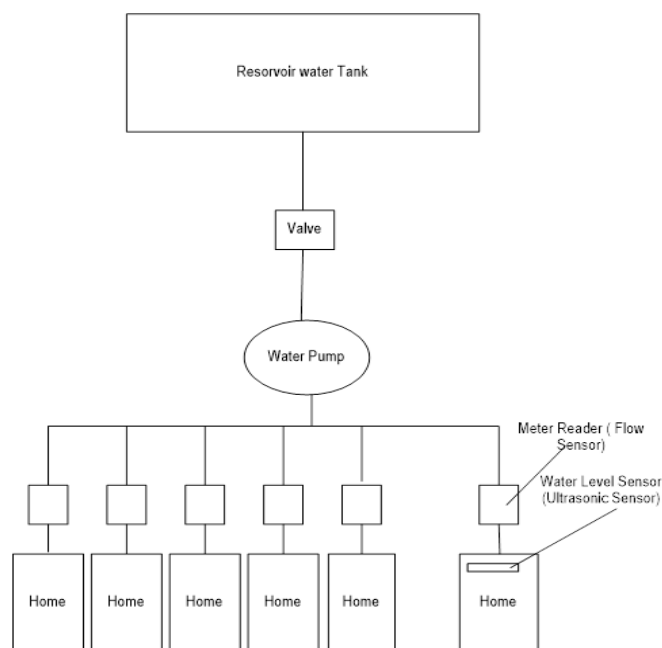 Resorvoir water Tank
Valve
Water Pump
Meter Reader ( Flow
Sensor)
Water Level Sensor
(Ultrasonic Sensor)
Home
Home
Home
Home
Home
Home